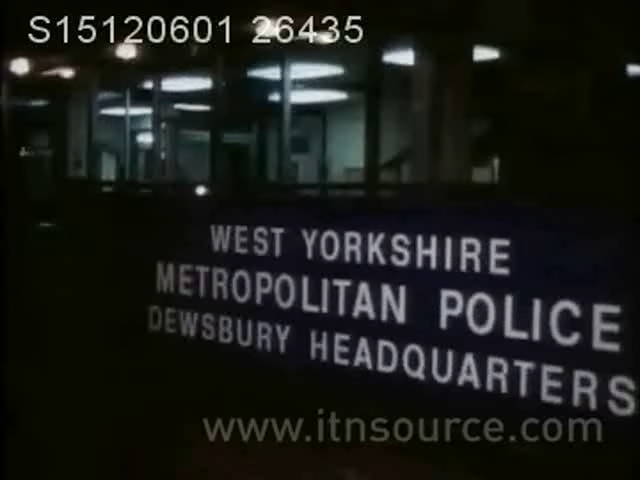 S15120601 26435
WEST YORKSHIRE
METROPOLITAN POLICE
DEWSBURY HEADQUARTERS
www.itnsource.com